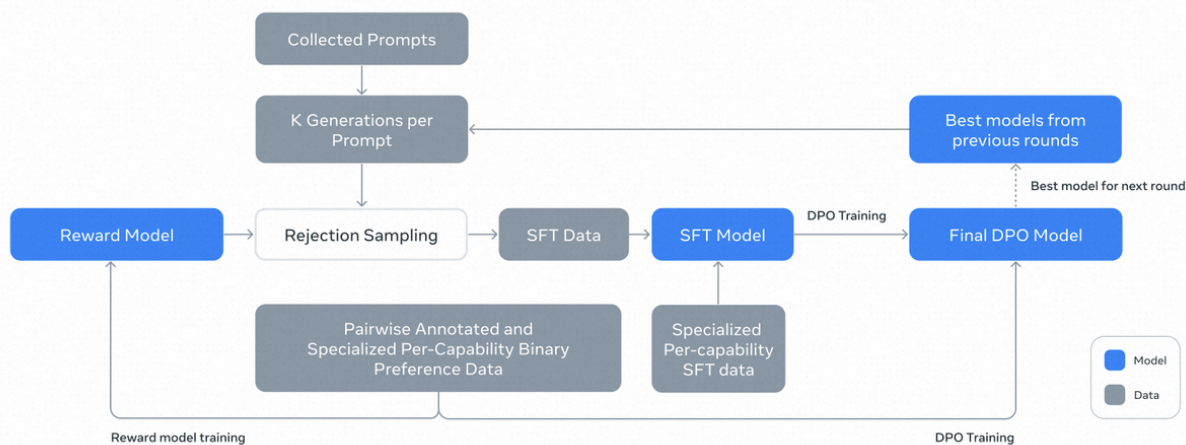 Collected Prompts
K Generations per
Prompt
Best models from
previous rounds
Best model for next round
Reward Model
Rejection Sampling
SFT Data
SFT Model
DPO Training
Final DPO Model
Pairwise Annotated and
Specialized Per-Capability Binary
Preference Data
Specialized
Per-capability
SFT data
Model
Data
Reward model training
DPO Training